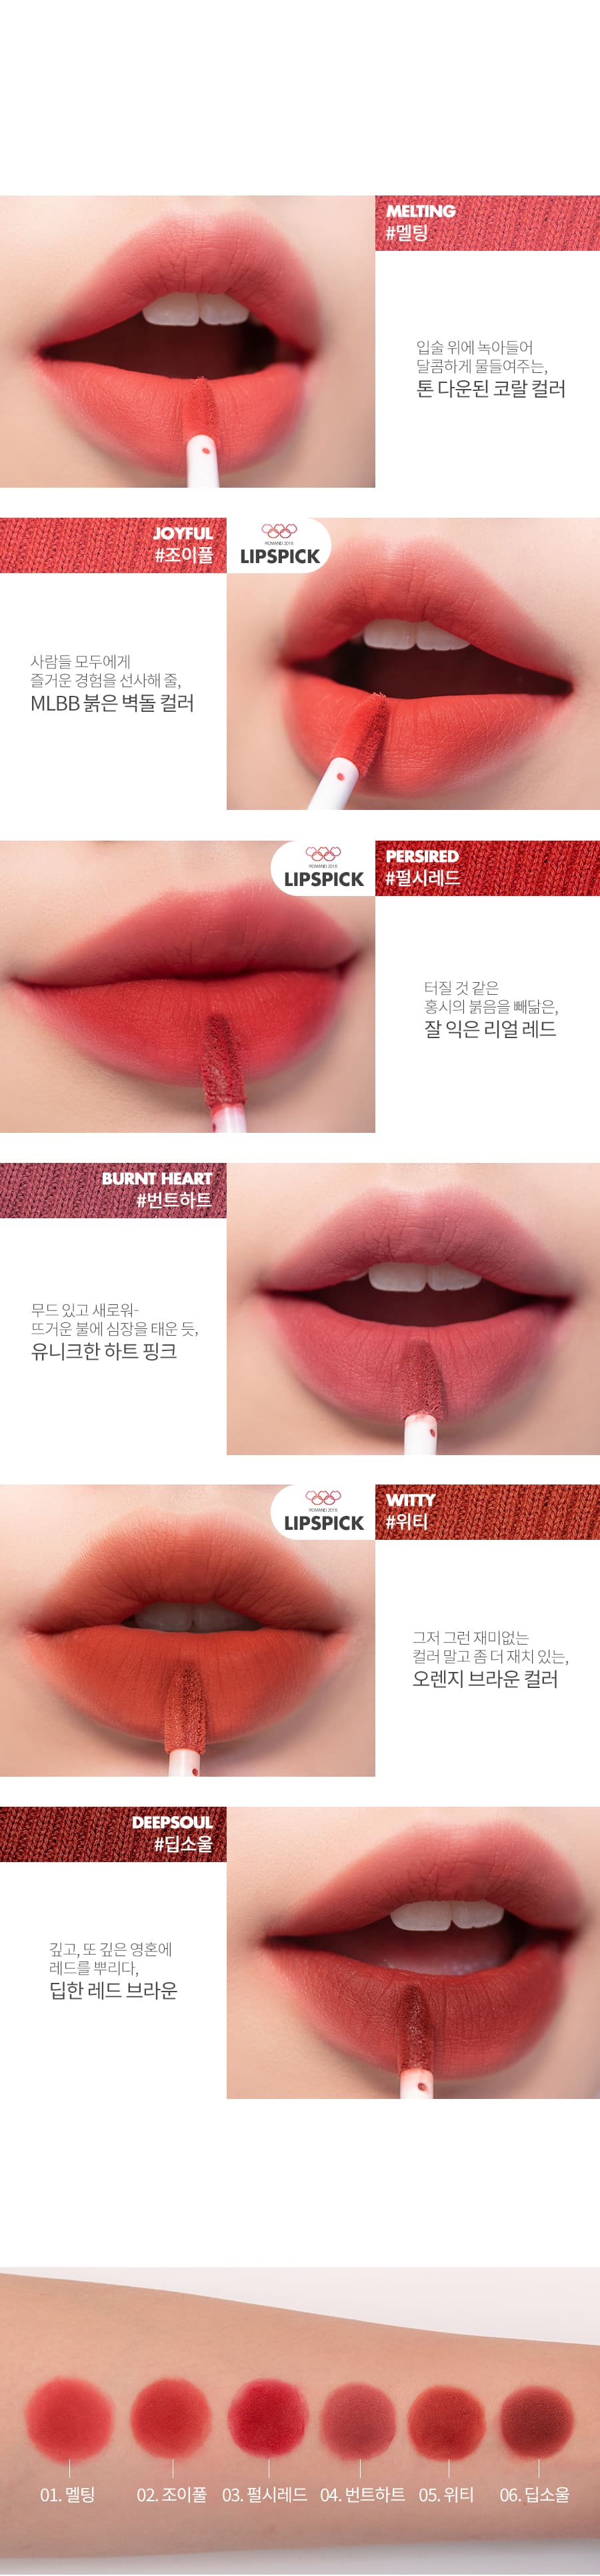 MELTING
#멜팅
입술 위에 녹아들어
달콤하게 물들여주는,
톤 다운된 코랄 컬러
JOYFUL
#조이풀
ROMAND 2018
LIPSPICK
사람들 모두에게
즐거운 경험을 선사해 줄,
MLBB 붉은 벽돌 컬러
ROMAND 2018
LIPSPICK
PERSIRED
#펄시레드
터질 것 같은
홍시의 붉음을 빼닮은,
잘 익은 리얼 레드
BURNT HEART
#번트하트
무드 있고 새로워-
뜨거운 불에 심장을 태운 듯,
유니크한 하트 핑크
ROMAND 2018
LIPSPICK
WITTY
#위티
그저 그런 재미없는
컬러 말고 좀 더 재치 있는,
오렌지 브라운 컬러
DEEPSOUL
#딥소울
깊고, 또 깊은 영혼에
레드를 뿌리다,
딥한 레드 브라운
01. 멜팅
02. 조이풀
03. 펄시레드
04. 번트하트
05. 위티
06. 딥소울